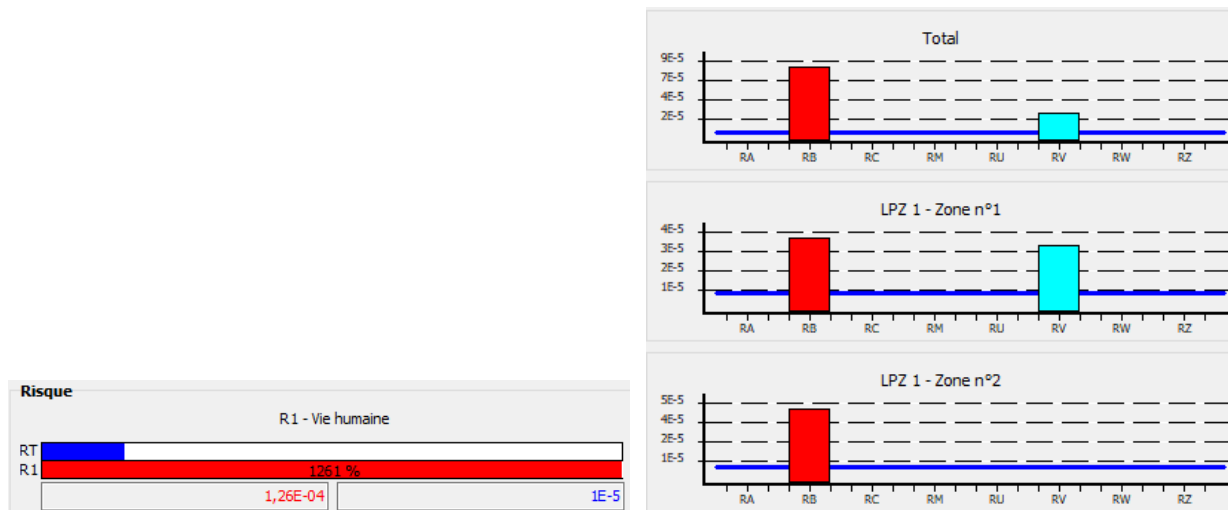 Risque
R1 - Vie humaine
RT
R1 1261 %
1,26E-04 1E-5
Total
9E-5
7E-5
4E-5
2E-5
RA RB RC RM RU RV RW RZ
LPZ 1 - Zone n°1
4E-5
3E-5
2E-5
1E-5
RA RB RC RM RU RV RW RZ
LPZ 1 - Zone n°2
5E-5
4E-5
2E-5
1E-5
RA RB RC RM RU RV RW RZ